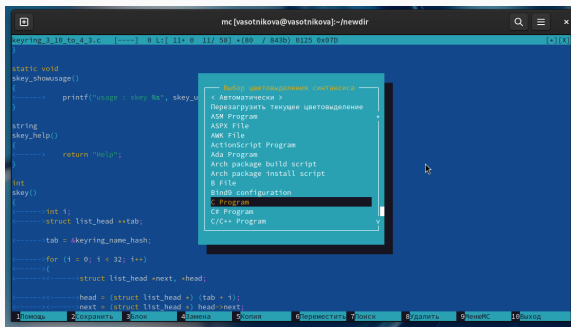 mc [vasotnikova@vasotnikova]:~/newdir
keyring_3_10_to_4_3.c [----] 0 L:[ 11+ 0 11/ 58] *(80 / 843b) 0125 0x07D [*][X]
}
static void
skey_showusage()
{
<------>printf("usage : skey %s", skey_u
}
string
skey_help()
{
<------>return "Help";
}
int
skey()
{
<------>int i;
<------>struct list_head **tab;
<------>tab = &keyring_name_hash;
<------>for (i = 0; i < 32; i++)
<------>{
<------><------>struct list_head *next, *head;
<------><------>head = (struct list_head *) (tab + i);
<------><------>next = (struct list_head *) head->next;
Выбор цветовыделения синтаксиса
< Автоматически >
Перезагрузить текущее цветовыделение
ASM Program
ASPX File
AWK File
ActionScript Program
Ada Program
Arch package build script
Arch package install script
B File
Bind9 configuration
C Program
C# Program
C/C++ Program
1Помощь 2Сохранить 3Блок 4Замена 5Копия 6Переместить 7Поиск 8Удалить 9МенюМС 10Выход